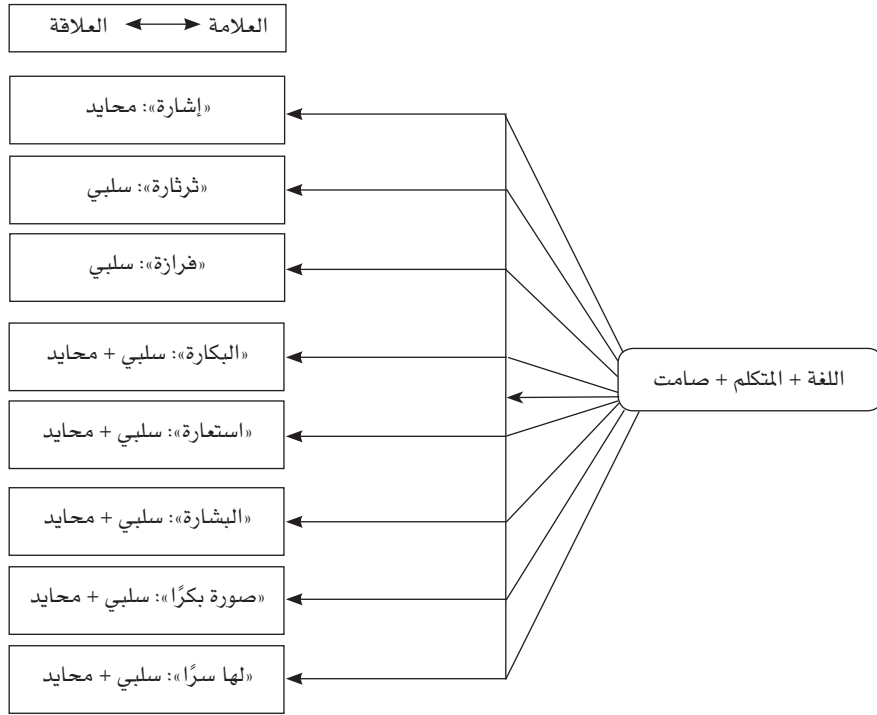 العلامة ⟷ العلاقة
«إشارة»: محايد
«ثرثارة»: سلبي
«فرازة»: سلبي
«البكارة»: سلبي + محايد
اللغة + المتكلم + صامت
«استعارة»: سلبي + محايد
«البشارة»: سلبي + محايد
«صورة بكرًا»: سلبي + محايد
«لها سرًا»: سلبي + محايد